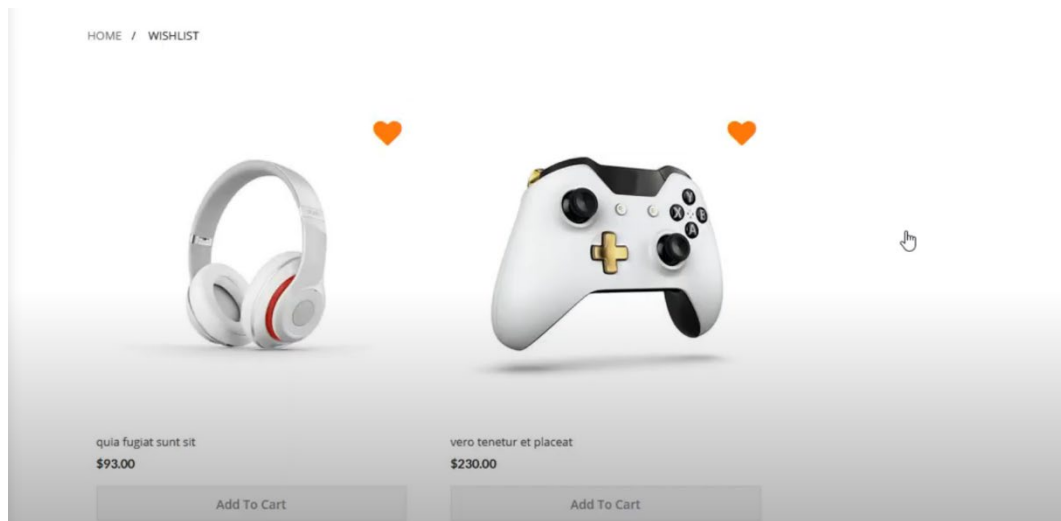 HOME / WISHLIST
Y
X B
A
quia fugiat sunt sit
vero tenetur et placeat
$93.00
$230.00
Add To Cart
Add To Cart